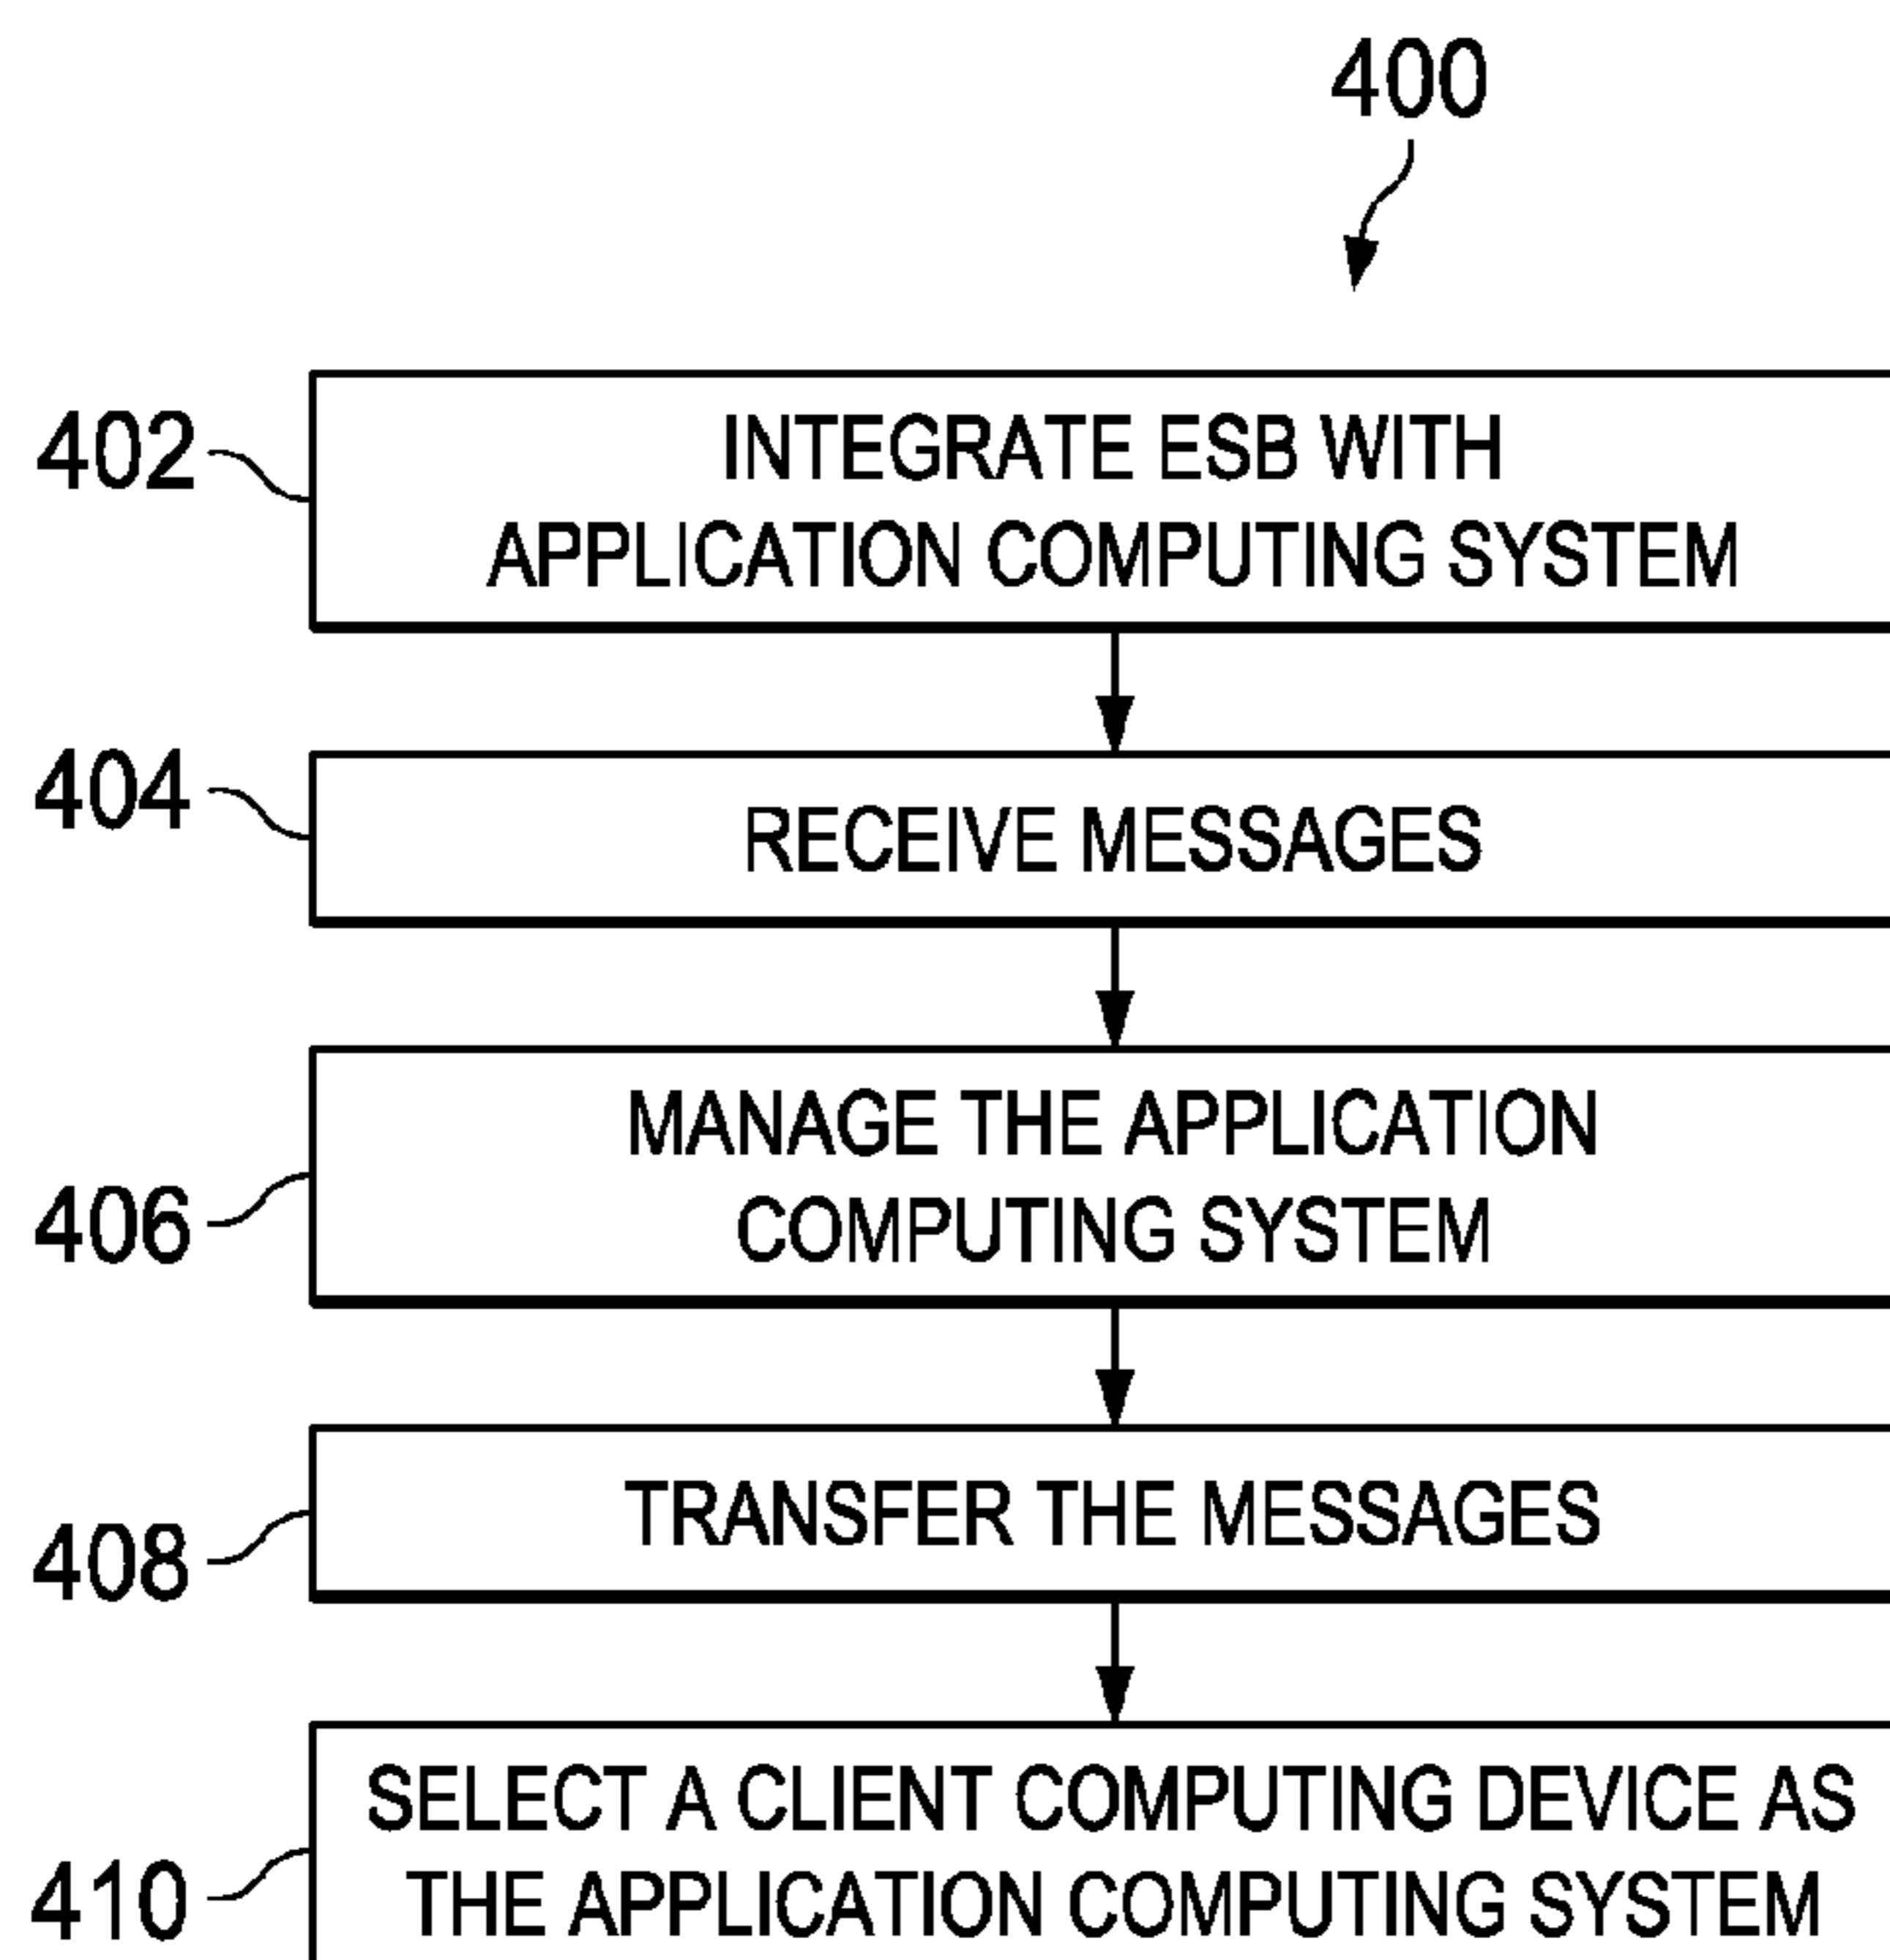 400
402
INTEGRATE ESB WITH
APPLICATION COMPUTING SYSTEM
404
RECEIVE MESSAGES
406
MANAGE THE APPLICATION
COMPUTING SYSTEM
408
TRANSFER THE MESSAGES
410
SELECT A CLIENT COMPUTING DEVICE AS
THE APPLICATION COMPUTING SYSTEM